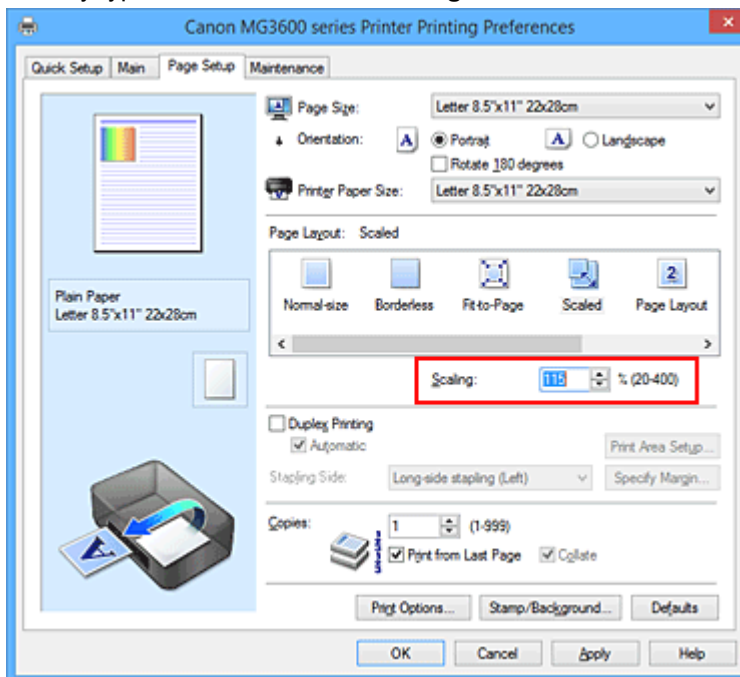 Canon MG3600 series Printer Printing Preferences
Quick Setup Main Page Setup Maintenance
Page Size: Letter 8.5"x11" 22x28cm
Orientation: A Portrait A Landscape
Rotate 180 degrees
Printer Paper Size: Letter 8.5"x11" 22x28cm
Page Layout: Scaled
Normal-size Borderless Fit-to-Page Scaled Page Layout
Plain Paper
Letter 8.5"x11" 22x28cm
Scaling: 115 % (20-400)
Duplex Printing
Automatic Print Area Setup...
Stapling Side: Long-side stapling (Left) Specify Margin...
Copies: 1 (1-999)
Print from Last Page Collate
Print Options... Stamp/Background... Defaults
OK Cancel Apply Help